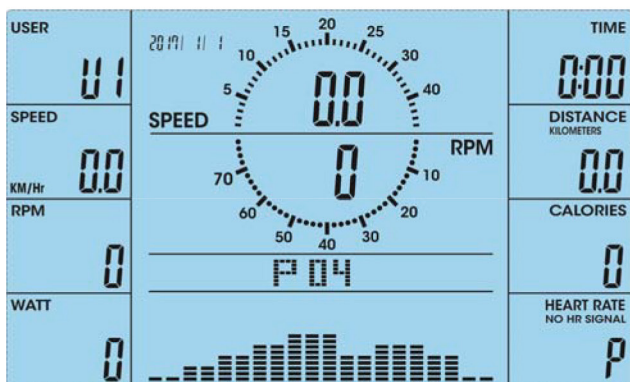 USER
U1
SPEED
KM/Hr 0.0
RPM
0
WATT
0
2017/ 1/ 1
5 10 15 20 25 30 40
SPEED 0.0
RPM 0
70 60 50 40 30 20 10
P04
TIME
0:00
DISTANCE
KILOMETERS
0.0
CALORIES
0
HEART RATE
NO HR SIGNAL
P